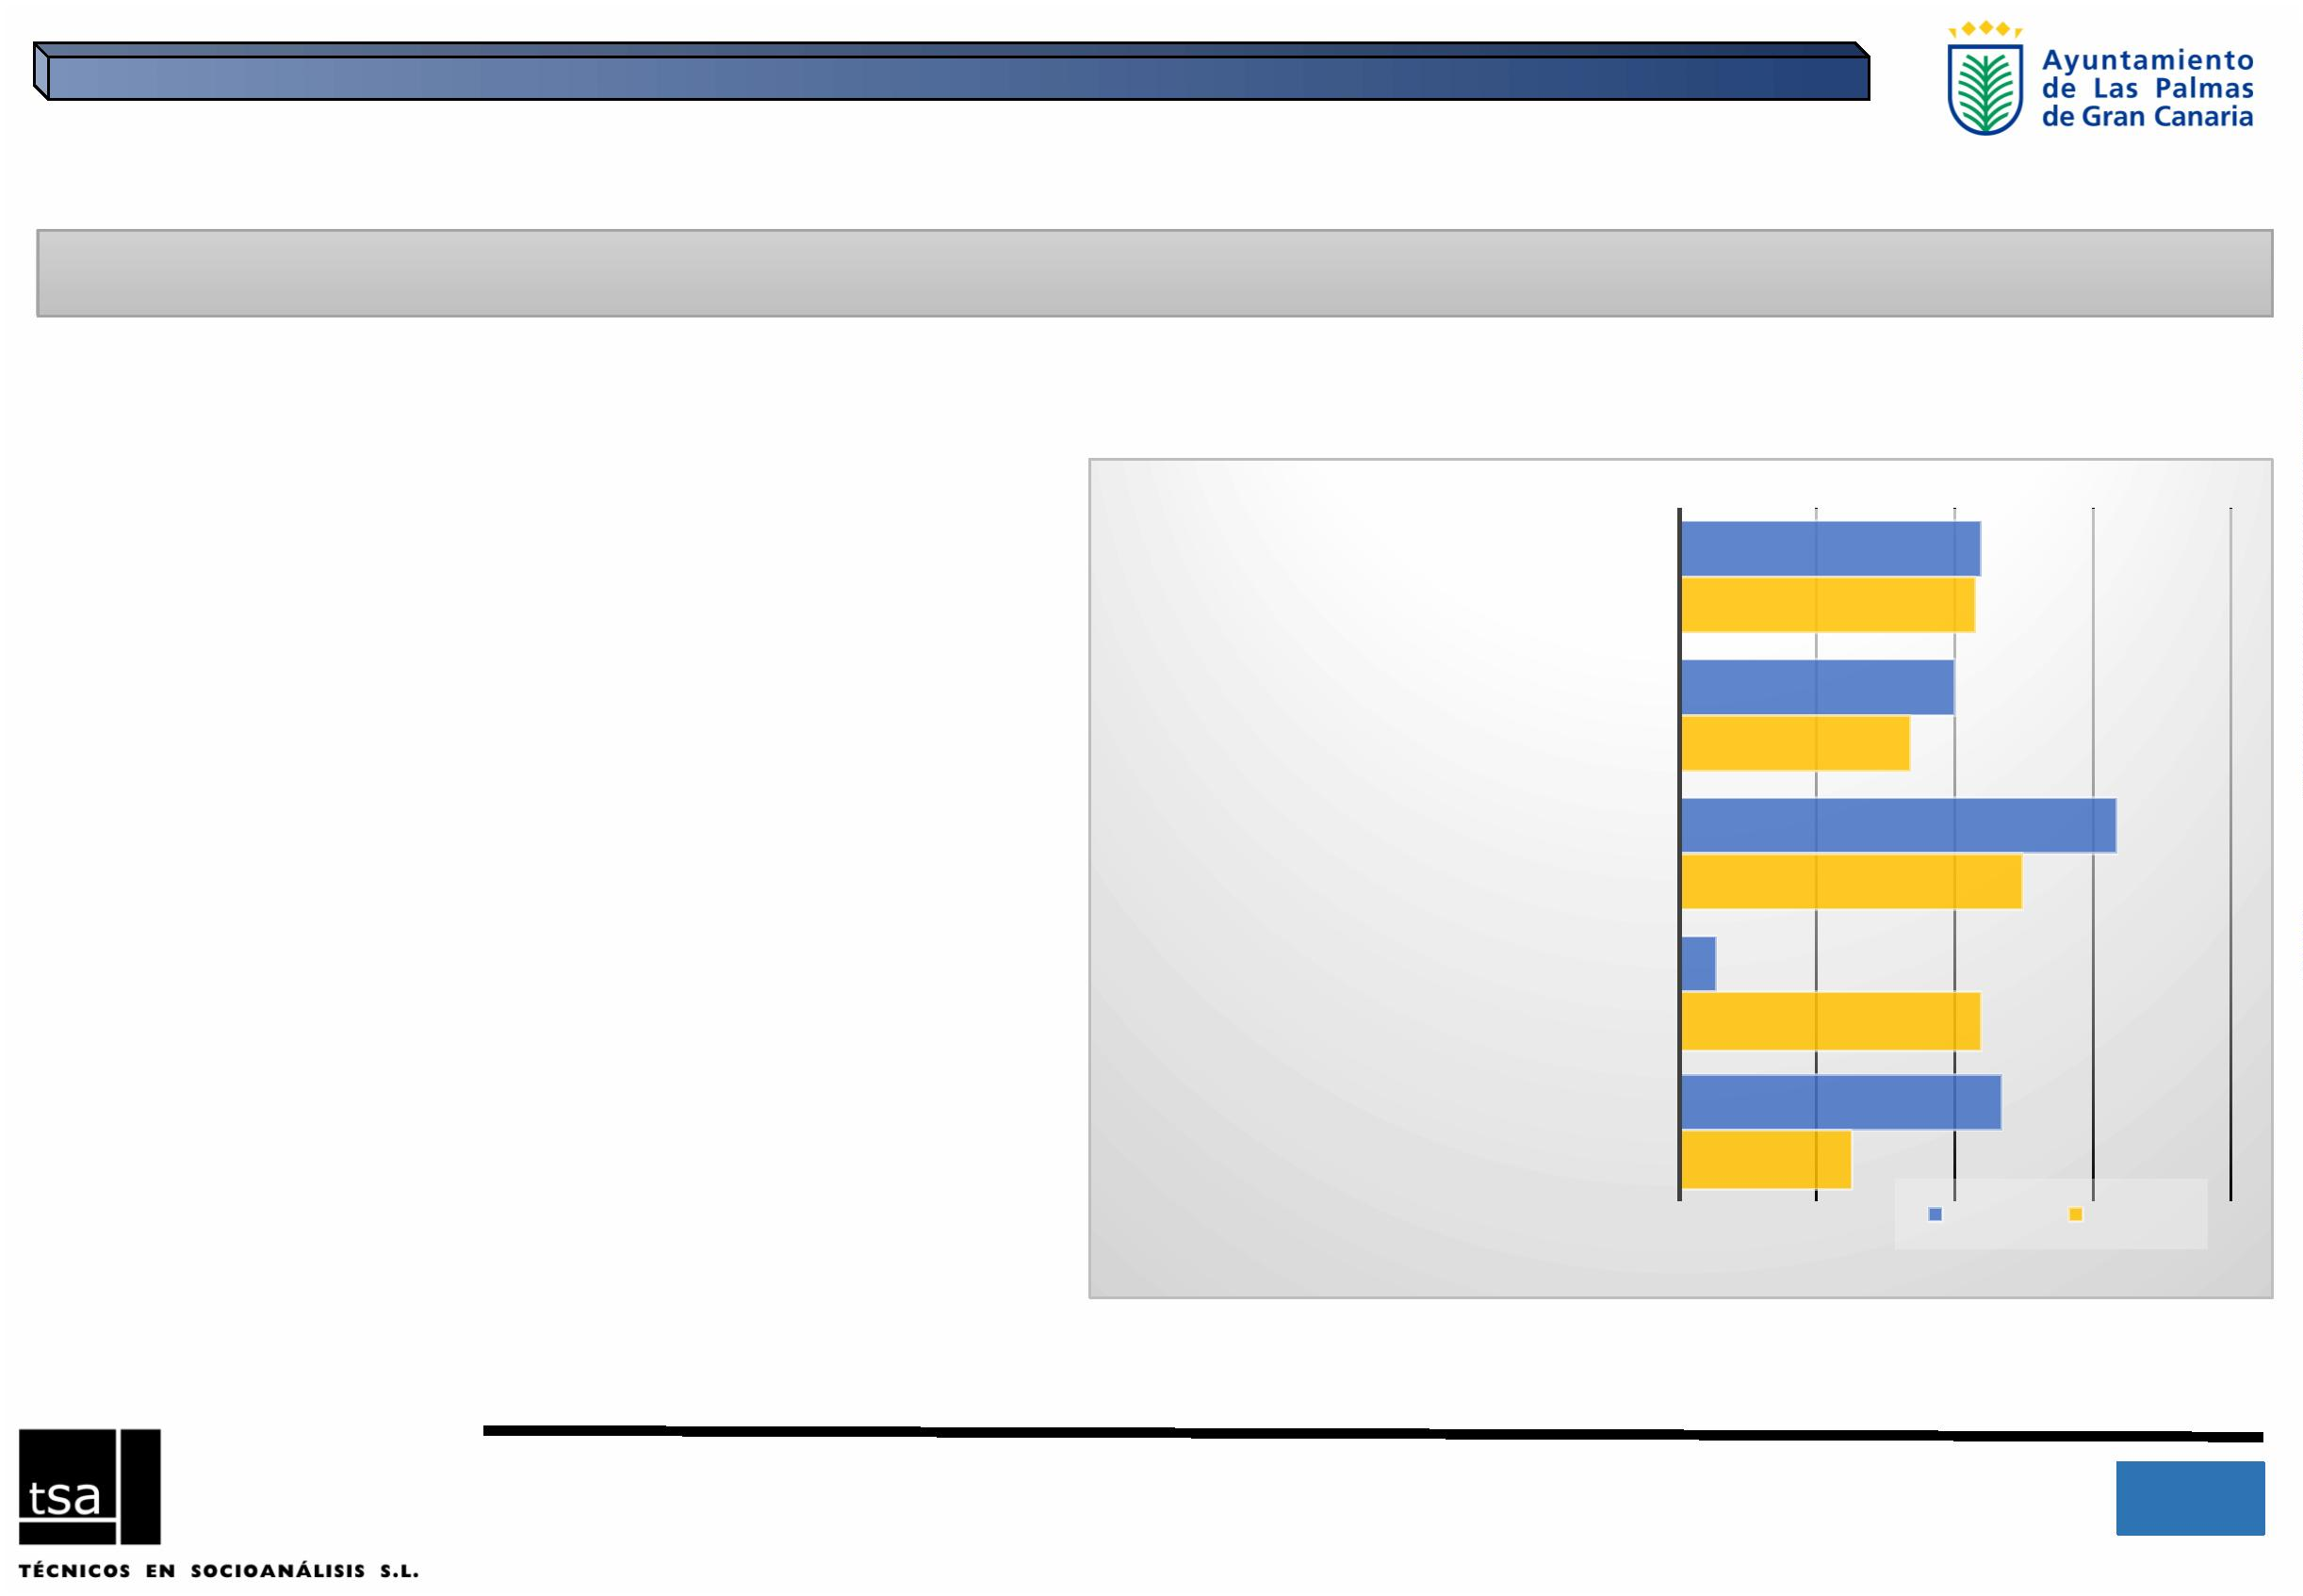 Ayuntamiento
de Las Palmas
de Gran Canaria
tsa
TÉCNICOS EN SOCIOANÁLISIS S.L.